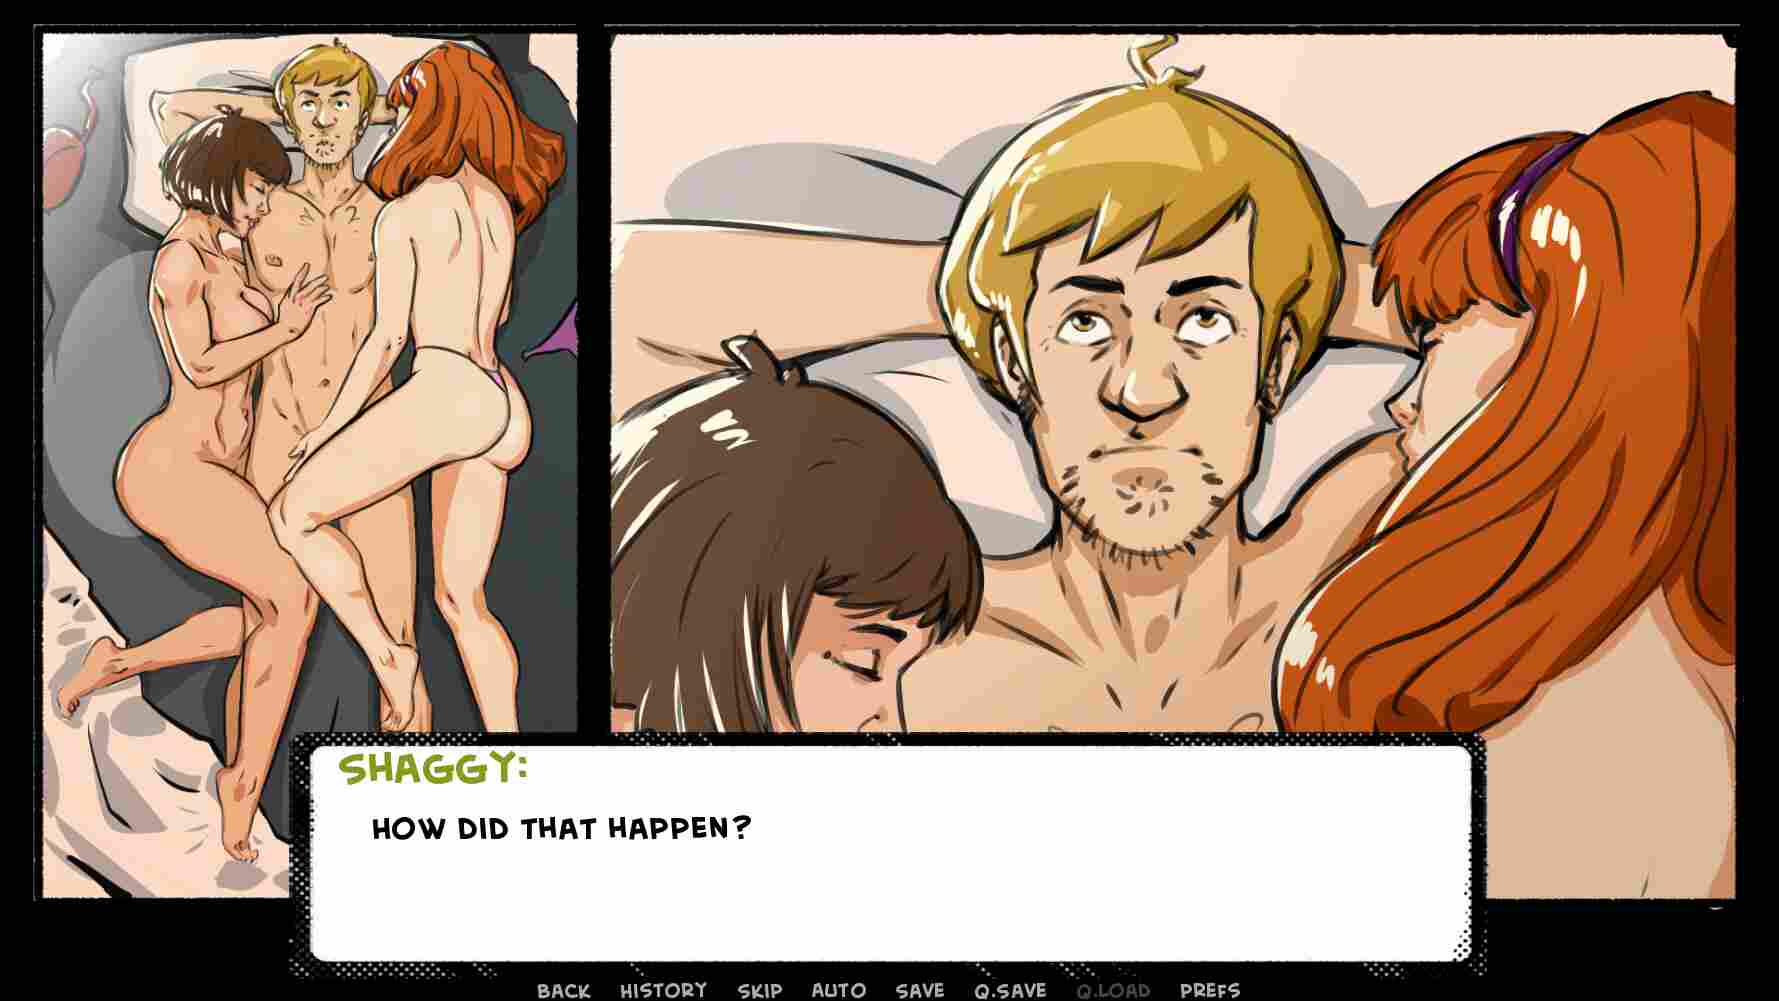 SHAGGY:
HOW DID THAT HAPPEN?
BACK HISTORY SKIP AUTO SAVE Q.SAVE Q.LOAD PREFS